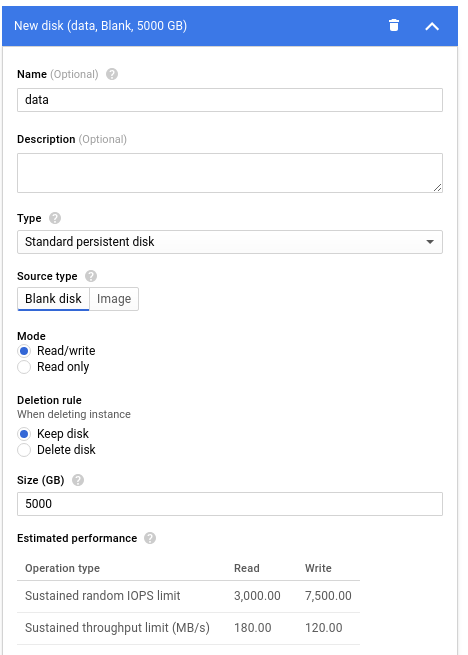 New disk (data, Blank, 5000 GB)
Name (Optional) ?
data
Description (Optional)
Type ?
Standard persistent disk
Source type ?
Blank disk Image
Mode
Read/write
Read only
Deletion rule
When deleting instance
Keep disk
Delete disk
Size (GB) ?
5000
Estimated performance ?
Operation type Read Write
Sustained random IOPS limit 3,000.00 7,500.00
Sustained throughput limit (MB/s) 180.00 120.00